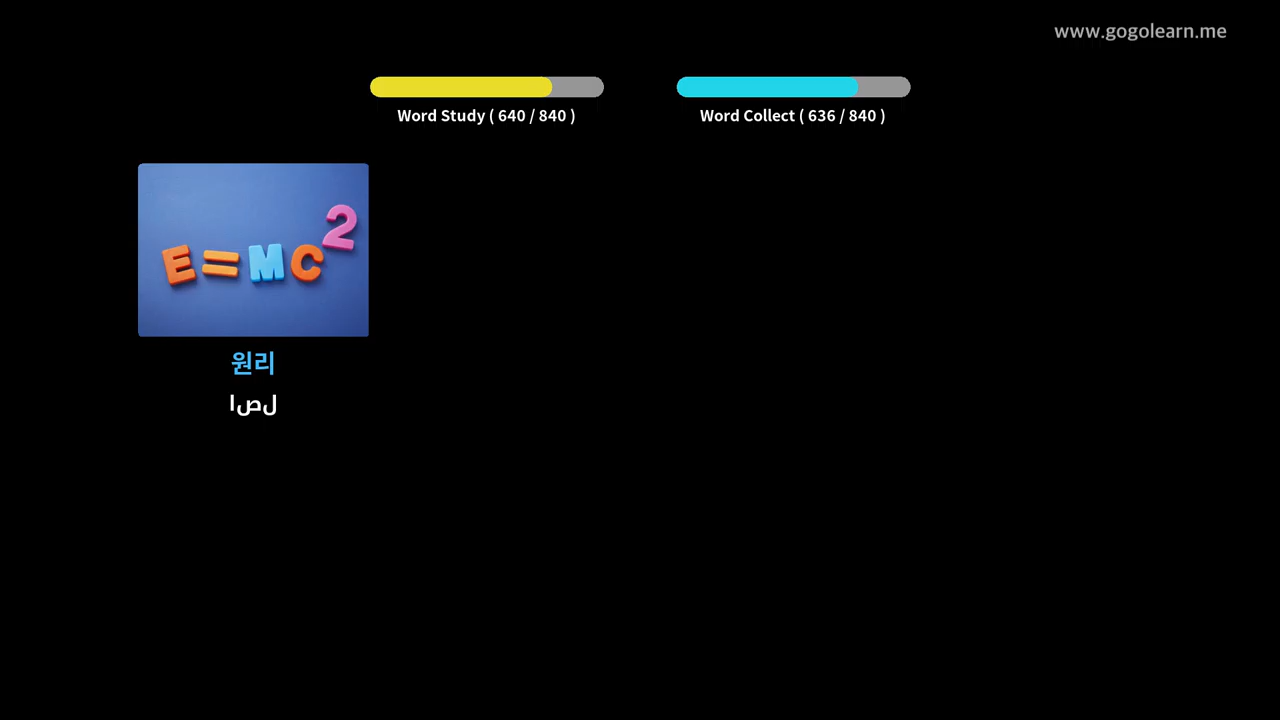 www.gogolearn.me
Word Study ( 640 / 840 )
Word Collect ( 636 / 840 )
E=MC2
원리
اصل